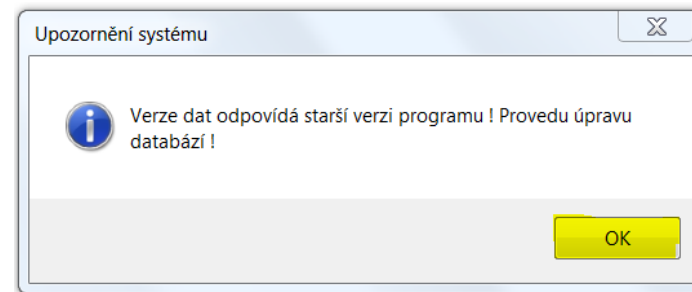 Upozornění systému
Verze dat odpovídá starší verzi programu ! Provedu úpravu
databází !
OK